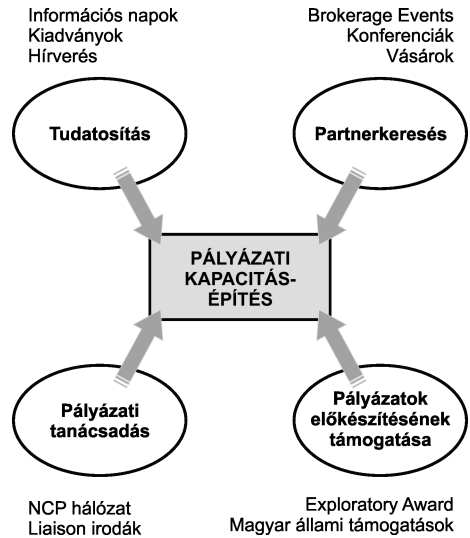 Információs napok
Kiadványok
Hírverés
Brokerage Events
Konferenciák
Vásárok
Tudatosítás
Partnerkeresés
PÁLYÁZATI
KAPACITÁS-
ÉPÍTÉS
Pályázati
tanácsadás
Pályázatok
előkészítésének
támogatása
NCP hálózat
Liaison irodák
Exploratory Award
Magyar állami támogatások